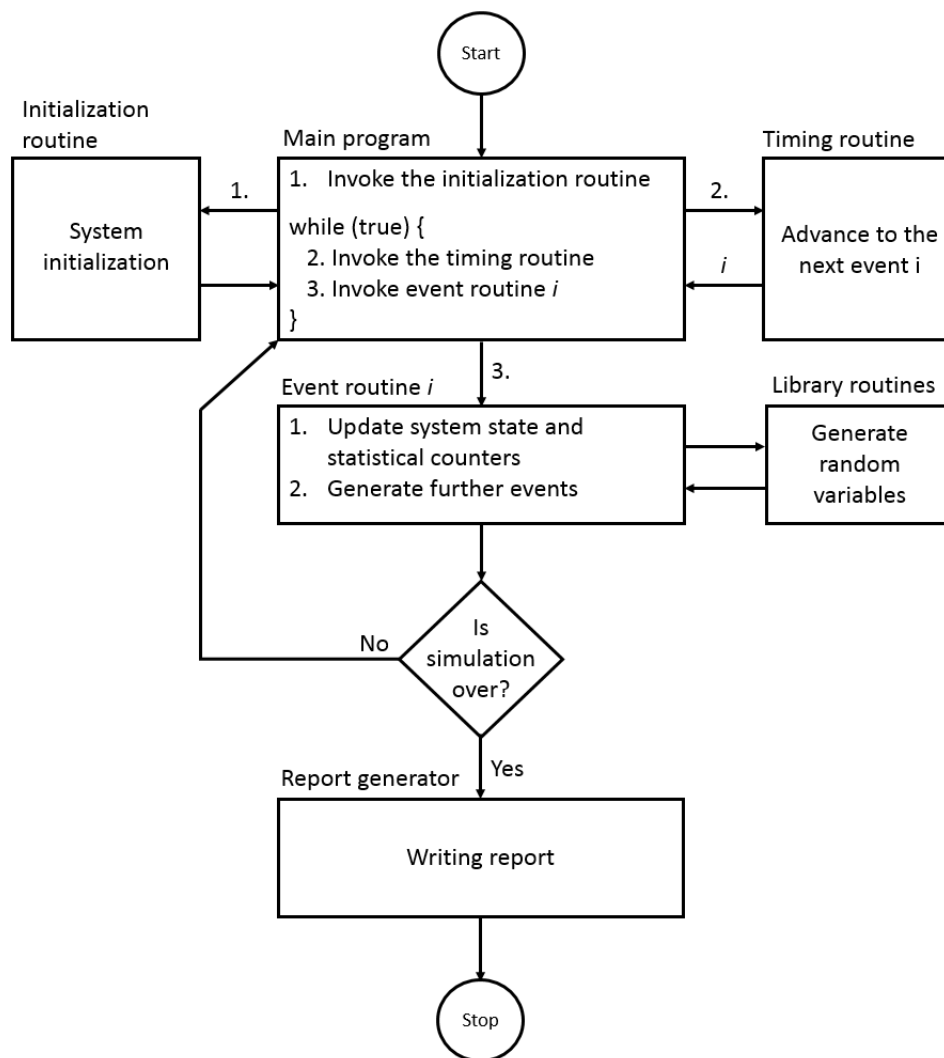 Start
Initialization
routine
Main program
Timing routine
1.
System
initialization
1. Invoke the initialization routine
while (true) {
2. Invoke the timing routine
3. Invoke event routine i
}
2.
i
Advance to the
next event i
3.
Event routine i
Library routines
1. Update system state and
statistical counters
2. Generate further events
Generate
random
variables
No
Is
simulation
over?
Yes
Report generator
Writing report
Stop